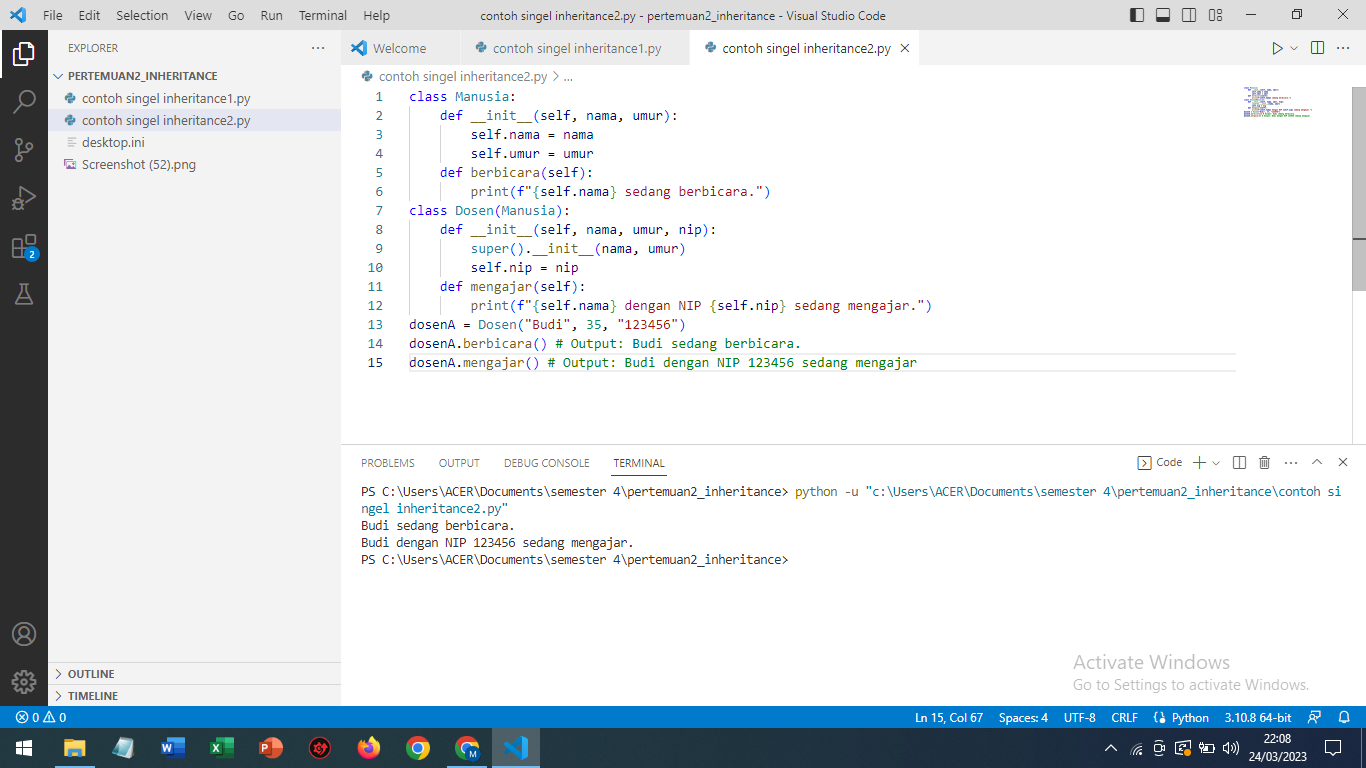 File Edit Selection View Go Run Terminal Help contoh singel inheritance2.py - pertemuan2_inheritance - Visual Studio Code
EXPLORER
PERTEMUAN2_INHERITANCE
contoh singel inheritance1.py
contoh singel inheritance2.py
desktop.ini
Screenshot (52).png
OUTLINE
TIMELINE
2
Welcome contoh singel inheritance1.py contoh singel inheritance2.py
contoh singel inheritance2.py > ...
1 class Manusia:
2 def __init__(self, nama, umur):
3 self.nama = nama
4 self.umur = umur
5 def berbicara(self):
6 print(f"{self.nama} sedang berbicara.")
7 class Dosen(Manusia):
8 def __init__(self, nama, umur, nip):
9 super().__init__(nama, umur)
10 self.nip = nip
11 def mengajar(self):
12 print(f"{self.nama} dengan NIP {self.nip} sedang mengajar.")
13 dosenA = Dosen("Budi", 35, "123456")
14 dosenA.berbicara() # Output: Budi sedang berbicara.
15 dosenA.mengajar() # Output: Budi dengan NIP 123456 sedang mengajar
PROBLEMS OUTPUT DEBUG CONSOLE TERMINAL Code
PS C:\Users\ACER\Documents\semester 4\pertemuan2_inheritance> python -u "c:\Users\ACER\Documents\semester 4\pertemuan2_inheritance\contoh si
ngel inheritance2.py"
Budi sedang berbicara.
Budi dengan NIP 123456 sedang mengajar.
PS C:\Users\ACER\Documents\semester 4\pertemuan2_inheritance>
Activate Windows
Go to Settings to activate Windows.
0 0 Ln 15, Col 67 Spaces: 4 UTF-8 CRLF Python 3.10.8 64-bit
22:08
24/03/2023